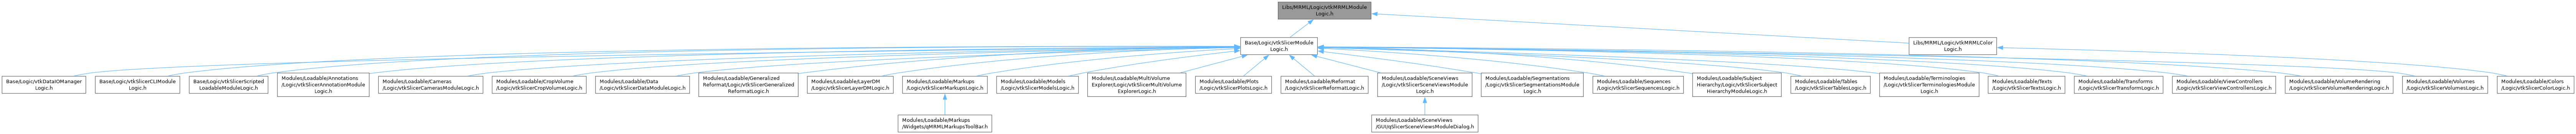 Libs/MRML/Logic/vtkMRMLModule
Logic.h
Base/Logic/vtkSlicerModule
Logic.h
Libs/MRML/Logic/vtkMRMLColor
Logic.h
Base/Logic/vtkDataIOManager
Logic.h
Base/Logic/vtkSlicerCLIModule
Logic.h
Base/Logic/vtkSlicerScripted
LoadableModuleLogic.h
Modules/Loadable/Annotations
/Logic/vtkSlicerAnnotationModule
Logic.h
Modules/Loadable/Cameras
/Logic/vtkSlicerCamerasModuleLogic.h
Modules/Loadable/CropVolume
/Logic/vtkSlicerCropVolumeLogic.h
Modules/Loadable/Data
/Logic/vtkSlicerDataModuleLogic.h
Modules/Loadable/Generalized
Reformat/Logic/vtkSlicerGeneralized
ReformatLogic.h
Modules/Loadable/LayerDM
/Logic/vtkSlicerLayerDMLogic.h
Modules/Loadable/Markups
/Logic/vtkSlicerMarkupsLogic.h
Modules/Loadable/Models
/Logic/vtkSlicerModelsLogic.h
Modules/Loadable/MultiVolume
Explorer/Logic/vtkSlicerMultiVolume
ExplorerLogic.h
Modules/Loadable/Plots
/Logic/vtkSlicerPlotsLogic.h
Modules/Loadable/Reformat
/Logic/vtkSlicerReformatLogic.h
Modules/Loadable/SceneViews
/Logic/vtkSlicerSceneViewsModule
Logic.h
Modules/Loadable/Segmentations
/Logic/vtkSlicerSegmentationsModule
Logic.h
Modules/Loadable/Sequences
/Logic/vtkSlicerSequencesLogic.h
Modules/Loadable/Subject
Hierarchy/Logic/vtkSlicerSubject
HierarchyModuleLogic.h
Modules/Loadable/Tables
/Logic/vtkSlicerTablesLogic.h
Modules/Loadable/Terminologies
/Logic/vtkSlicerTerminologiesModule
Logic.h
Modules/Loadable/Texts
/Logic/vtkSlicerTextsLogic.h
Modules/Loadable/Transforms
/Logic/vtkSlicerTransformLogic.h
Modules/Loadable/ViewControllers
/Logic/vtkSlicerViewControllersLogic.h
Modules/Loadable/VolumeRendering
/Logic/vtkSlicerVolumeRenderingLogic.h
Modules/Loadable/Volumes
/Logic/vtkSlicerVolumesLogic.h
Modules/Loadable/Colors
/Logic/vtkSlicerColorLogic.h
Modules/Loadable/Markups
/Widgets/qMRMLMarkupsToolBar.h
Modules/Loadable/SceneViews
/GUI/qSlicerSceneViewsModuleDialog.h